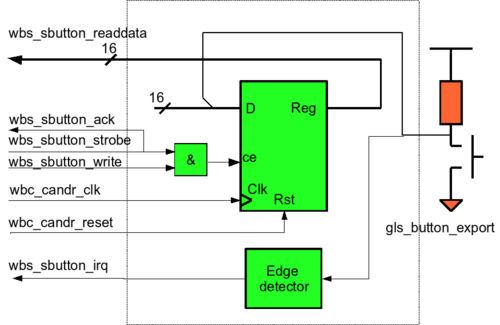 wbs_sbutton_readdata
16
16
D
Reg
wbs_sbutton_ack
wbs_sbutton_strobe
&
wbs_sbutton_write
ce
wbc_candr_clk
Clk
Rst
wbc_candr_reset
gls_button_export
wbs_sbutton_irq
Edge
detector